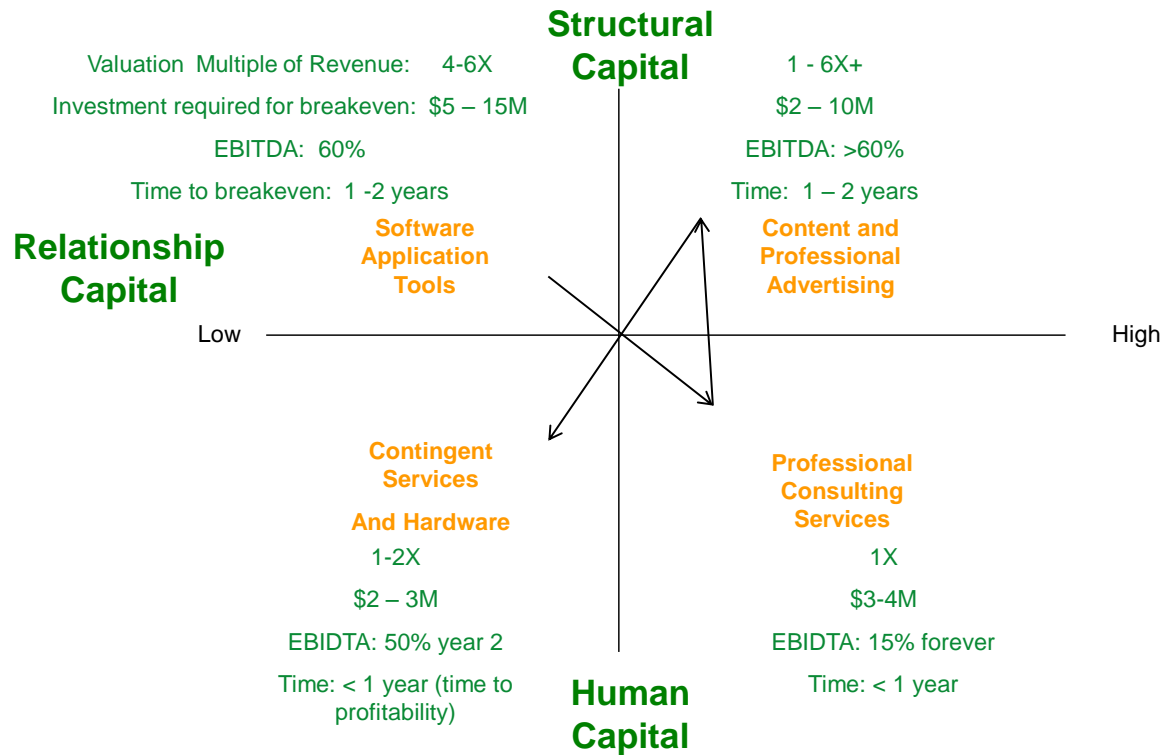 Structural
Capital
Valuation Multiple of Revenue: 4-6X
Investment required for breakeven: $5 – 15M
EBITDA: 60%
Time to breakeven: 1 -2 years
1 - 6X+
$2 – 10M
EBITDA: >60%
Time: 1 – 2 years
Relationship
Capital
Software
Application
Tools
Content and
Professional
Advertising
Low
High
Contingent
Services
And Hardware
1-2X
$2 – 3M
EBIDTA: 50% year 2
Time: < 1 year (time to
profitability)
Professional
Consulting
Services
1X
$3-4M
EBIDTA: 15% forever
Time: < 1 year
Human
Capital